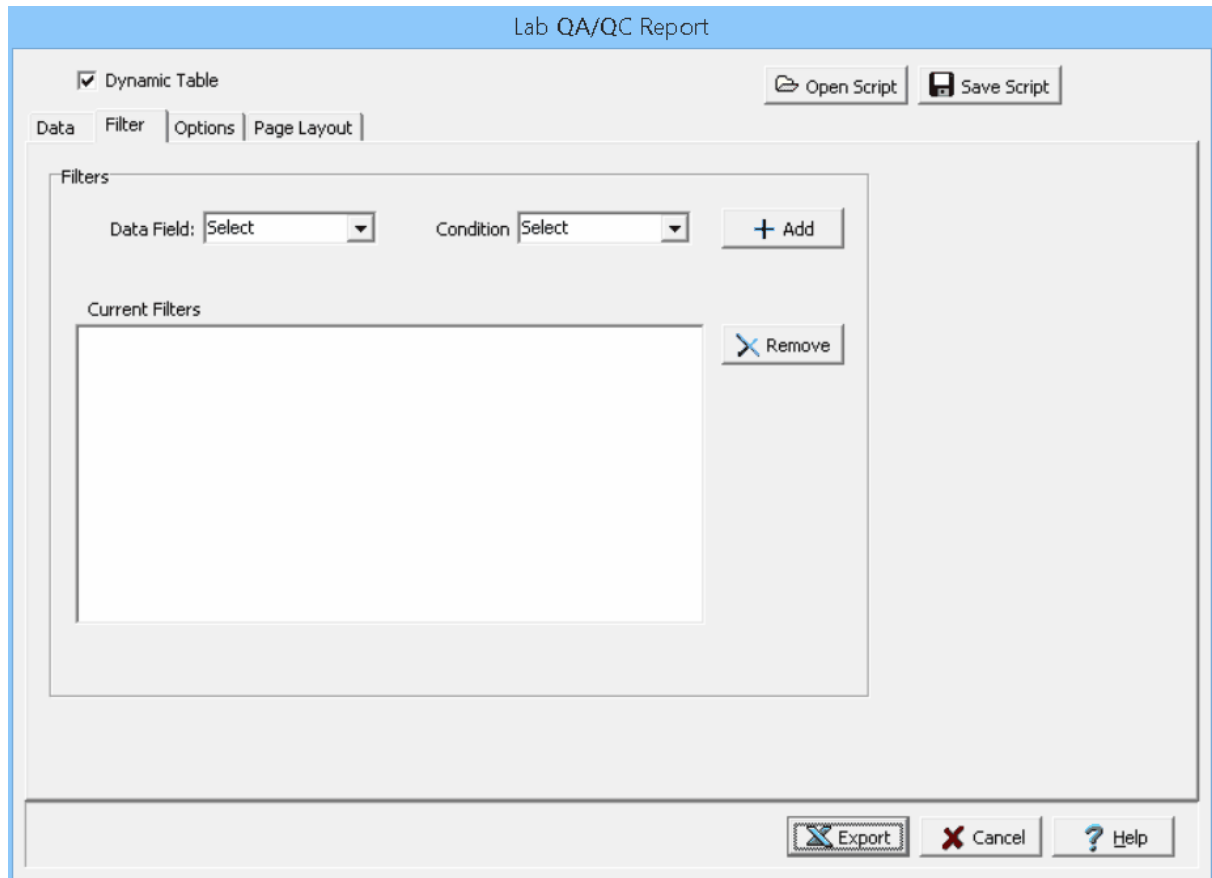 Lab QA/QC Report
Dynamic Table
Open Script
Save Script
Data
Filter
Options
Page Layout
Filters
Data Field: Select
Condition Select
Add
Current Filters
Remove
Export
Cancel
Help